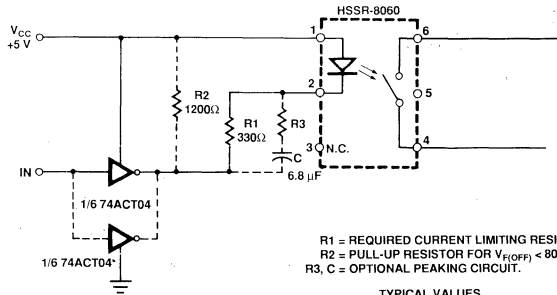 HSSR-8060
VCC
+5 V
1
6
2
R2
1200Ω
R1
330Ω
R3
5
3 N.C.
4
C
6.8 µF
IN
1/6 74ACT04
1/6 74ACT04
R1 = REQUIRED CURRENT LIMITING
R2 = PULL-UP RESISTOR FOR VF(OFF) <
R3, C = OPTIONAL PEAKING CIRCUIT.
TYPICAL VALUES